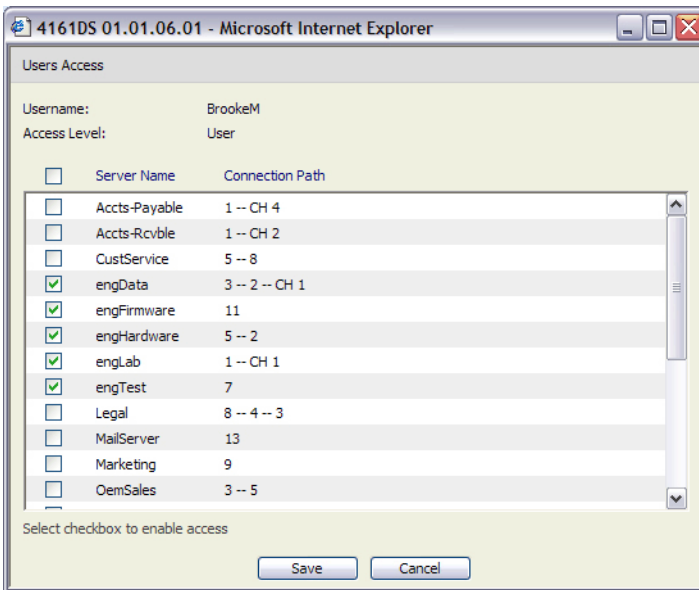 4161DS 01.01.06.01 - Microsoft Internet Explorer
Users Access
Username: BrookeM
Access Level: User
Server Name Connection Path
Accts-Payable 1 -- CH 4
Accts-Rcvble 1 -- CH 2
CustService 5 -- 8
engData 3 -- 2 -- CH 1
engFirmware 11
engHardware 5 -- 2
engLab 1 -- CH 1
engTest 7
Legal 8 -- 4 -- 3
MailServer 13
Marketing 9
OemSales 3 -- 5
Select checkbox to enable access
Save Cancel